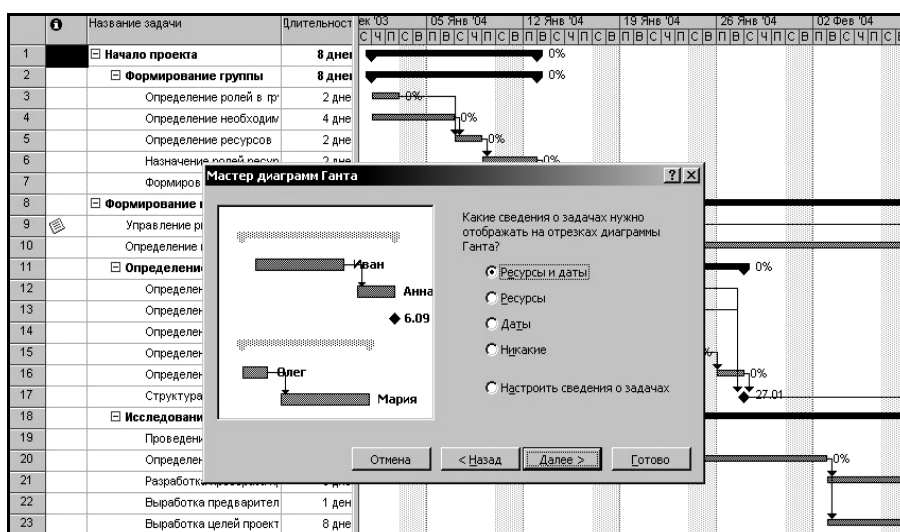 Название задачи Длительност ек '03 05 Янв '04 12 Янв '04 19 Янв '04 26 Янв '04 02 Фев '04
С Ч П С В П В С Ч П С В П В С Ч П С В П В С Ч П С В П В С Ч П С В П В С Ч П С В
1 Начало проекта 8 дней 0%
2 Формирование группы 8 дней 0%
3 Определение ролей в гр 2 дне 0%
4 Определение необходим 4 дне 0%
5 Определение ресурсов 2 дне 0%
6 Назначение ролей ресур 2 дне 0%
7 Формиров
8 Формирование
9 Управление р
10 Определение
11 Определени 0%
12 Определен
13 Определен
14 Определен
15 Определен %
16 Определен 0%
17 Структура 27.01
18 Исследовани
19 Проведени
20 Определен 0%
21 Разработка
22 Выработка предварител 1 ден
23 Выработка целей проект 8 дне
Мастер диаграмм Ганта
Какие сведения о задачах нужно
отображать на отрезках диаграммы
Ганта?
Ресурсы и даты
Ресурсы
Даты
Никакие
Настроить сведения о задачах
Иван
Анна
6.09
Олег
Мария
Отмена < Назад Далее > Готово